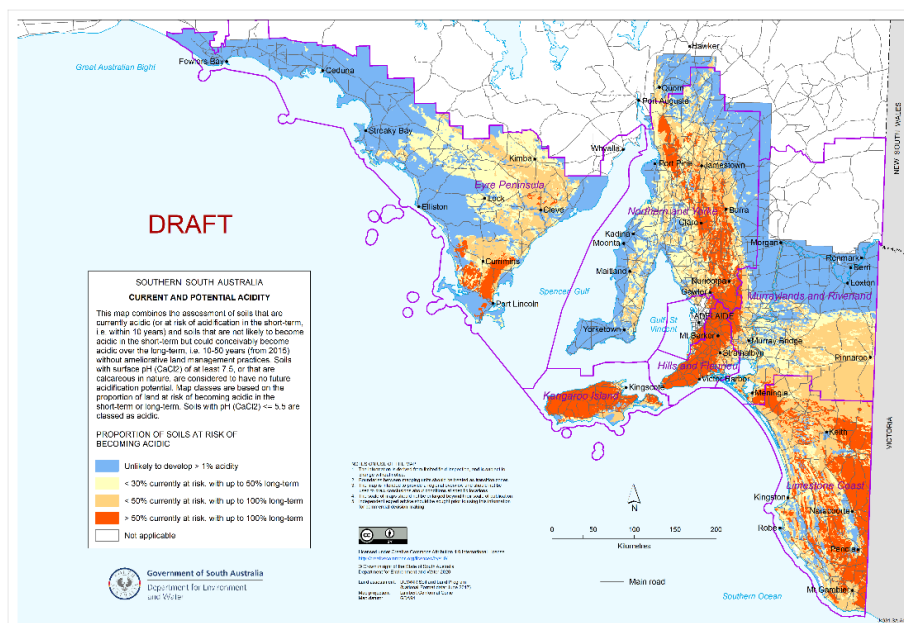 Hawker
Great Australian Bight
Fowlers Bay
Ceduna
Quorn
Port Augusta
NEW SOUTH WALES
Streaky Bay
Whyalla
Kimba
Port Pirie
Jamestown
Eyre Peninsula
Lock
Elliston
Cleve
Northern and Yorke
Burra
Clare
DRAFT
Kadina
Moonta
Morgan
Renmark
Berri
Cummins
Maitland
Loxton
Nuriootpa
Gawler
Murraylands and Riverland
Spencer Gulf
Port Lincoln
Gulf St
Vincent
ADELAIDE
Yorketown
Mt Barker
Murray Bridge
Strathalbyn
Pinnaroo
Hills and Fleurieu
Victor Harbor
Kingscote
Kangaroo Island
Meningie
VICTORIA
Keith
Limestone Coast
Kingston
Naracoorte
Robe
Penola
Mt Gambier
Southern Ocean
SOUTHERN SOUTH AUSTRALIA
CURRENT AND POTENTIAL ACIDITY
This map combines the assessment of soils that are
currently acidic (or at risk of acidification in the short-term,
i.e. within 10 years) and soils that are not likely to become
acidic in the short-term but could conceivably become
acidic over the long-term, i.e. 10-50 years (from 2015)
without ameliorative land management practices. Soils
with surface pH (CaCl2) of at least 7.5, or that are
calcareous in nature, are considered to have no future
acidification potential. Map classes are based on the
proportion of land at risk of becoming acidic in the
short-term or long-term. Soils with pH (CaCl2) <= 5.5 are
classed as acidic.
PROPORTION OF SOILS AT RISK OF
BECOMING ACIDIC
Unlikely to develop > 1% acidity
< 30% currently at risk, with up to 50% long-term
< 50% currently at risk, with up to 100% long-term
> 50% currently at risk, with up to 100% long-term
Not applicable
Government of South Australia
Department for Environment
and Water
NOTES ON USE OF THE MAP
N
0 50 100 150 200
Kilometres
Main road